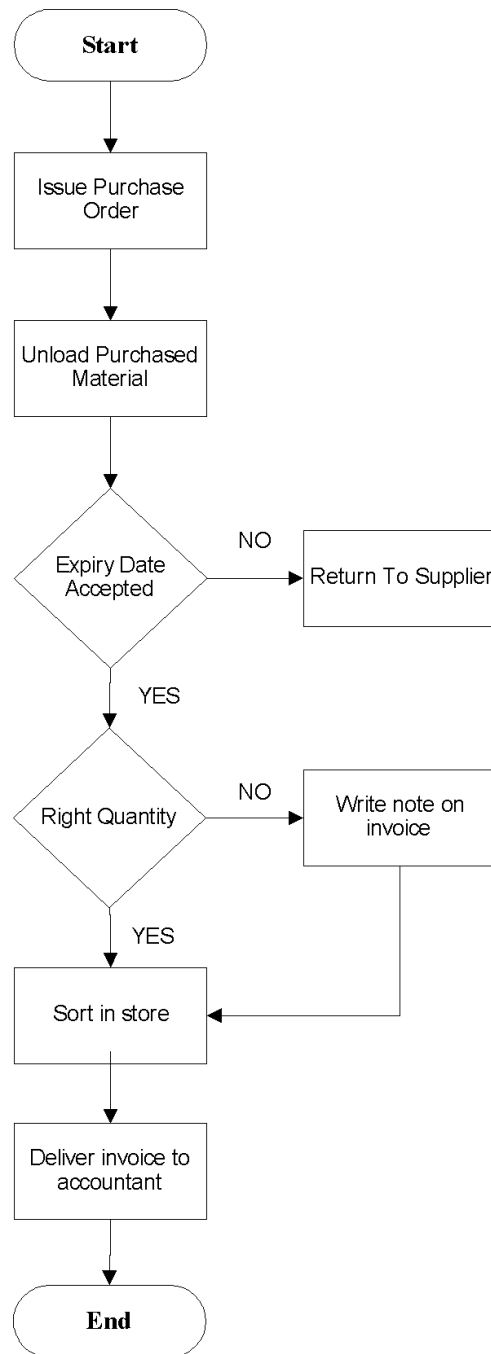 Start
Issue Purchase
Order
Unload Purchased
Material
Expiry Date
Accepted
NO
Return To Supplier
YES
Right Quantity
NO
Write note on
invoice
YES
Sort in store
Deliver invoice to
accountant
End